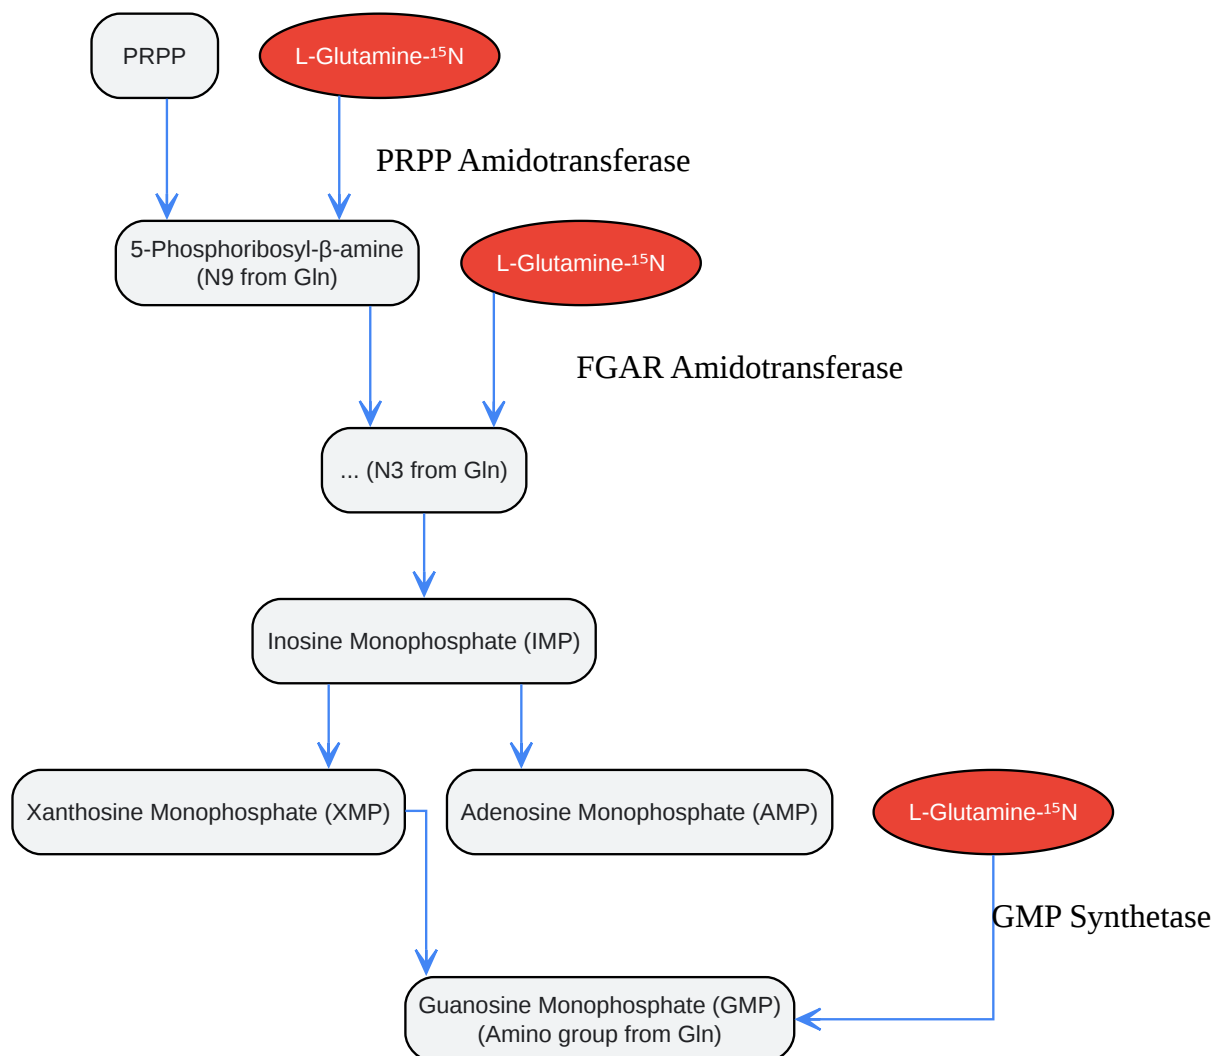 PRPP
L-Glutamine-¹⁵N
PRPP Amidotransferase
5-Phosphoribosyl-β-amine
(N9 from Gln)
L-Glutamine-¹⁵N
FGAR Amidotransferase
... (N3 from Gln)
Inosine Monophosphate (IMP)
Xanthosine Monophosphate (XMP)
Adenosine Monophosphate (AMP)
L-Glutamine-¹⁵N
GMP Synthetase
Guanosine Monophosphate (GMP)
(Amino group from Gln)